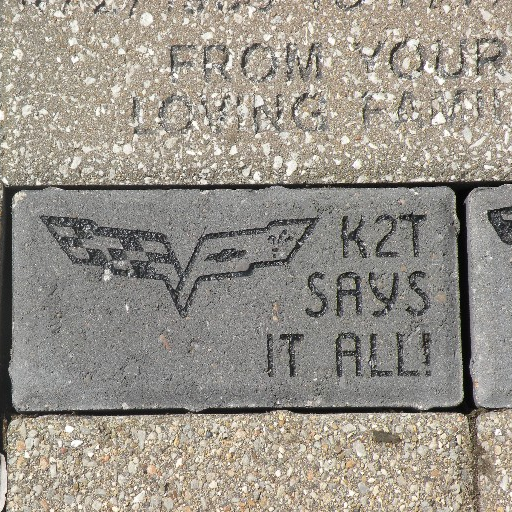 FROM YOUR
LOVING FAMI
K2T
SAYS
IT ALL!